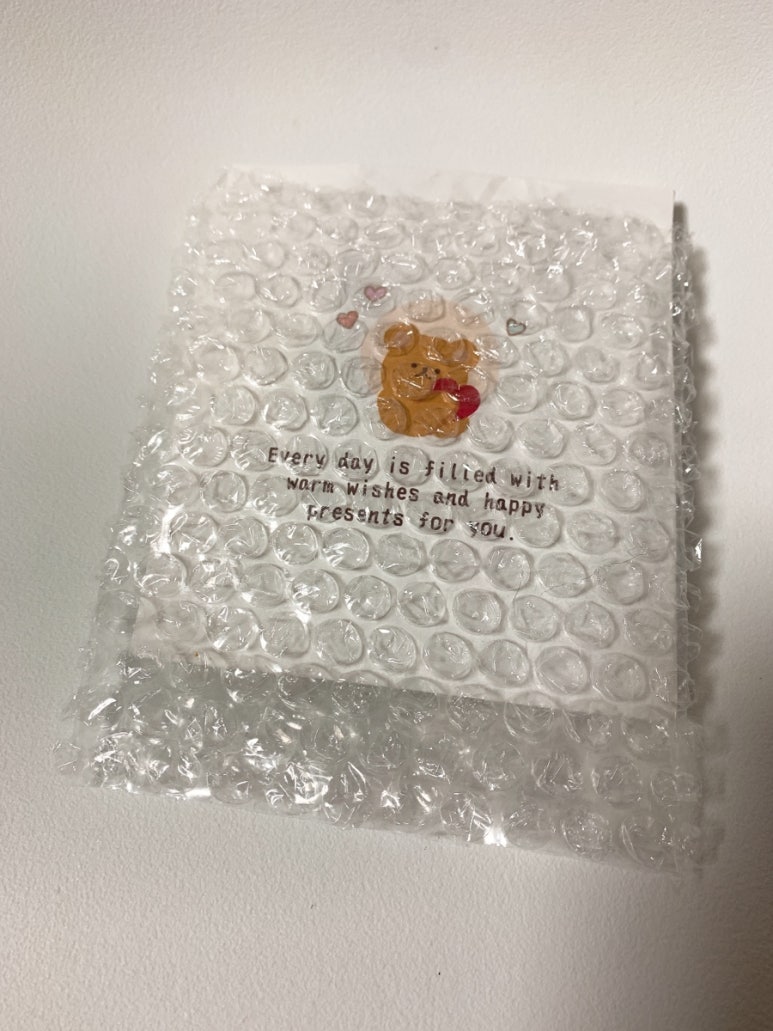 Every day is filled with
warm wishes and happy
presents for you.